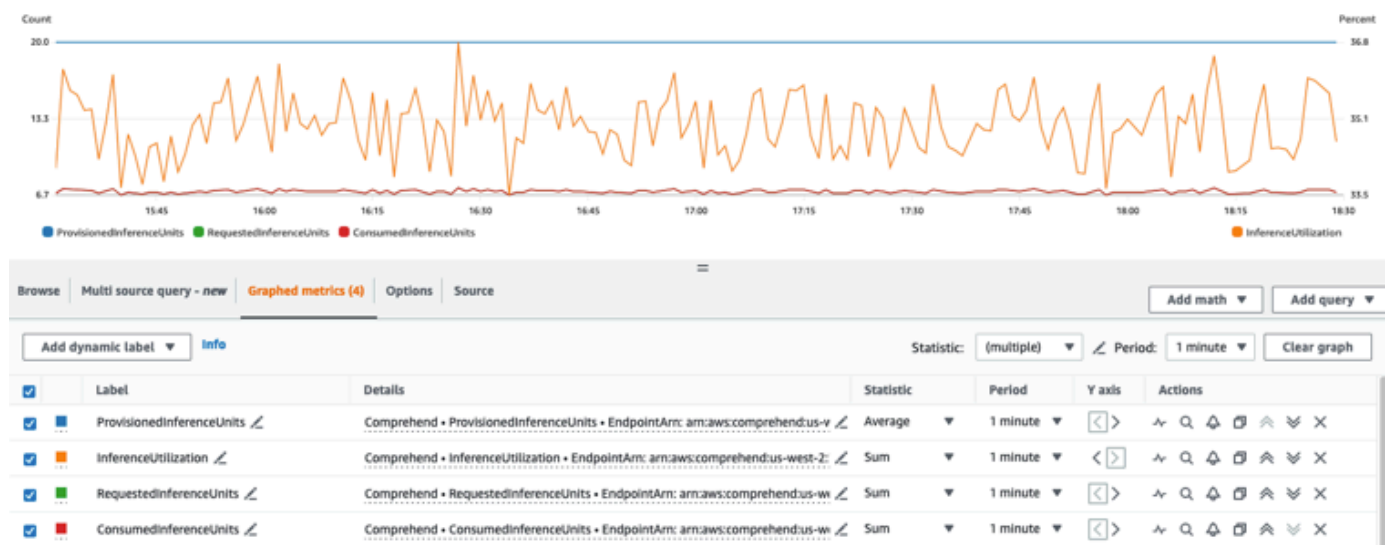 Count Percent
20.0 36.8
13.3 35.1
6.7 33.5
15:45 16:00 16:15 16:30 16:45 17:00 17:15 17:30 17:45 18:00 18:15 18:30
ProvisionedInferenceUnits RequestedInferenceUnits ConsumedInferenceUnits InferenceUtilization
Browse Multi source query - new Graphed metrics (4) Options Source
Add math Add query
Add dynamic label Info Statistic: (multiple) Period: 1 minute Clear graph
Label Details Statistic Period Y axis Actions
ProvisionedInferenceUnits Comprehend • ProvisionedInferenceUnits • EndpointArn: arn:aws:comprehend:us-w Average 1 minute
InferenceUtilization Comprehend • InferenceUtilization • EndpointArn: arn:aws:comprehend:us-west-2: Sum 1 minute
RequestedInferenceUnits Comprehend • RequestedInferenceUnits • EndpointArn: arn:aws:comprehend:us-we Sum 1 minute
ConsumedInferenceUnits Comprehend • ConsumedInferenceUnits • EndpointArn: arn:aws:comprehend:us-we Sum 1 minute